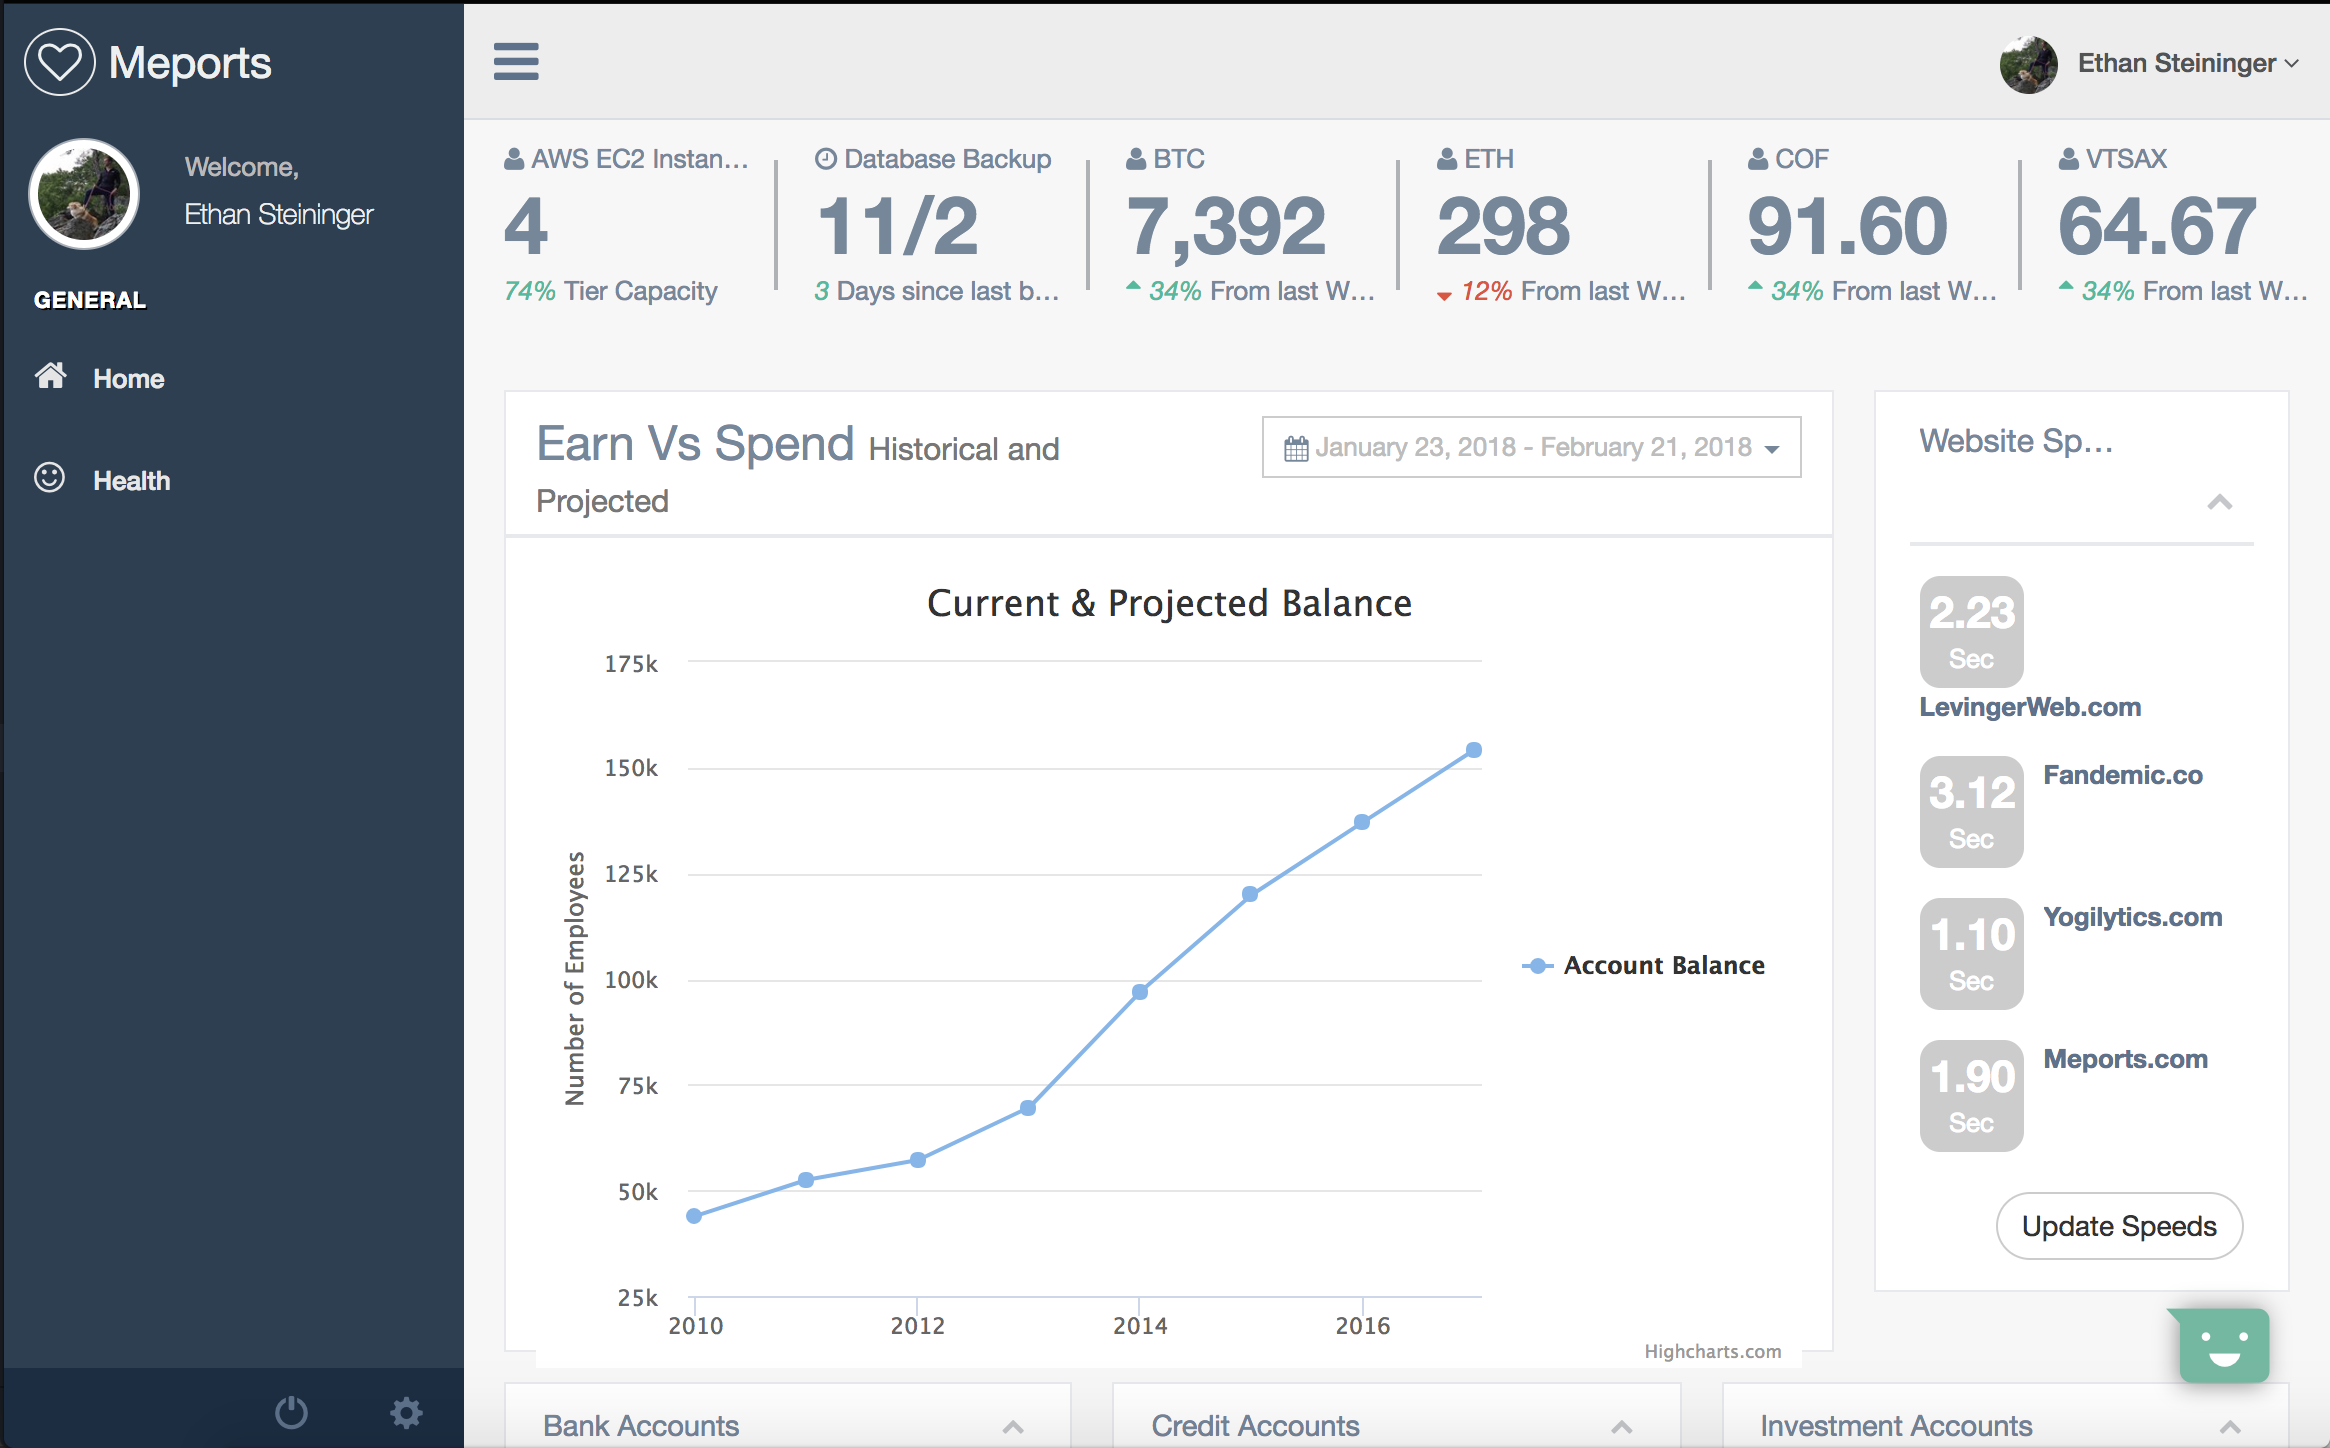 Meports
Ethan Steininger
Welcome,
Ethan Steininger
GENERAL
Home
Health
AWS EC2 Instan...
4
74% Tier Capacity
Database Backup
11/2
3 Days since last b...
BTC
7,392
34% From last W...
ETH
298
12% From last W...
COF
91.60
34% From last W...
VTSAX
64.67
34% From last W...
Earn Vs Spend Historical and
Projected
January 23, 2018 - February 21, 2018
Current & Projected Balance
Number of Employees
175k
150k
125k
100k
75k
50k
25k
2010
2012
2014
2016
Account Balance
Highcharts.com
Website Sp...
2.23
Sec
LevingerWeb.com
3.12
Sec
Fandemic.co
1.10
Sec
Yogilytics.com
1.90
Sec
Meports.com
Update Speeds
Bank Accounts
Credit Accounts
Investment Accounts